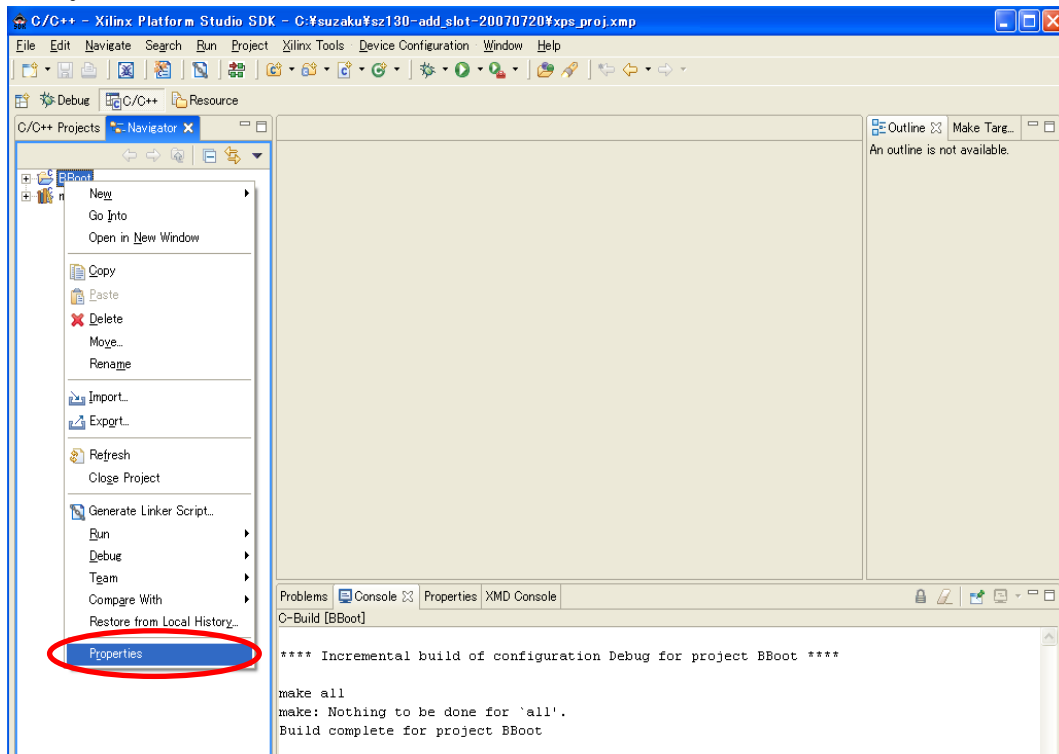 C/C++ - Xilinx Platform Studio SDK - C:¥suzaku¥sz130-add_slot-20070720¥xps_proj.xmp
File Edit Navigate Search Run Project Xilinx Tools Device Configuration Window Help
Debug C/C++ Resource
C/C++ Projects Navigator Outline Make Targ...
An outline is not available.
BBoot
New
Go Into
Open in New Window
Copy
Paste
Delete
Move...
Rename
Import...
Export...
Refresh
Close Project
Generate Linker Script...
Run
Debug
Team
Compare With
Restore from Local History...
Properties
Problems Console Properties XMD Console
C-Build [BBoot]
**** Incremental build of configuration Debug for project BBoot ****
make all
make: Nothing to be done for `all'.
Build complete for project BBoot